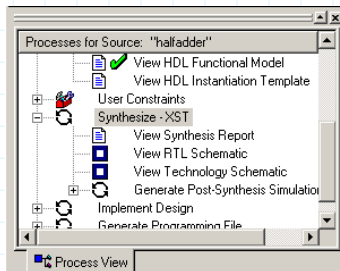 Processes for Source: "halfadder"
View HDL Functional Model
View HDL Instantiation Template
User Constraints
Synthesize - XST
View Synthesis Report
View RTL Schematic
View Technology Schematic
Generate Post-Synthesis Simulation
Implement Design
Generate Programming File
Process View